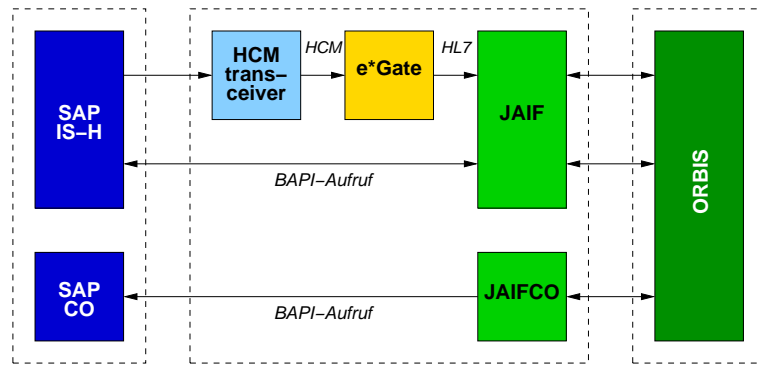 HCM
trans–
ceiver
HCM
e*Gate
HL7
SAP
IS–H
JAIF
BAPI–Aufruf
ORBIS
SAP
CO
JAIFCO
BAPI–Aufruf